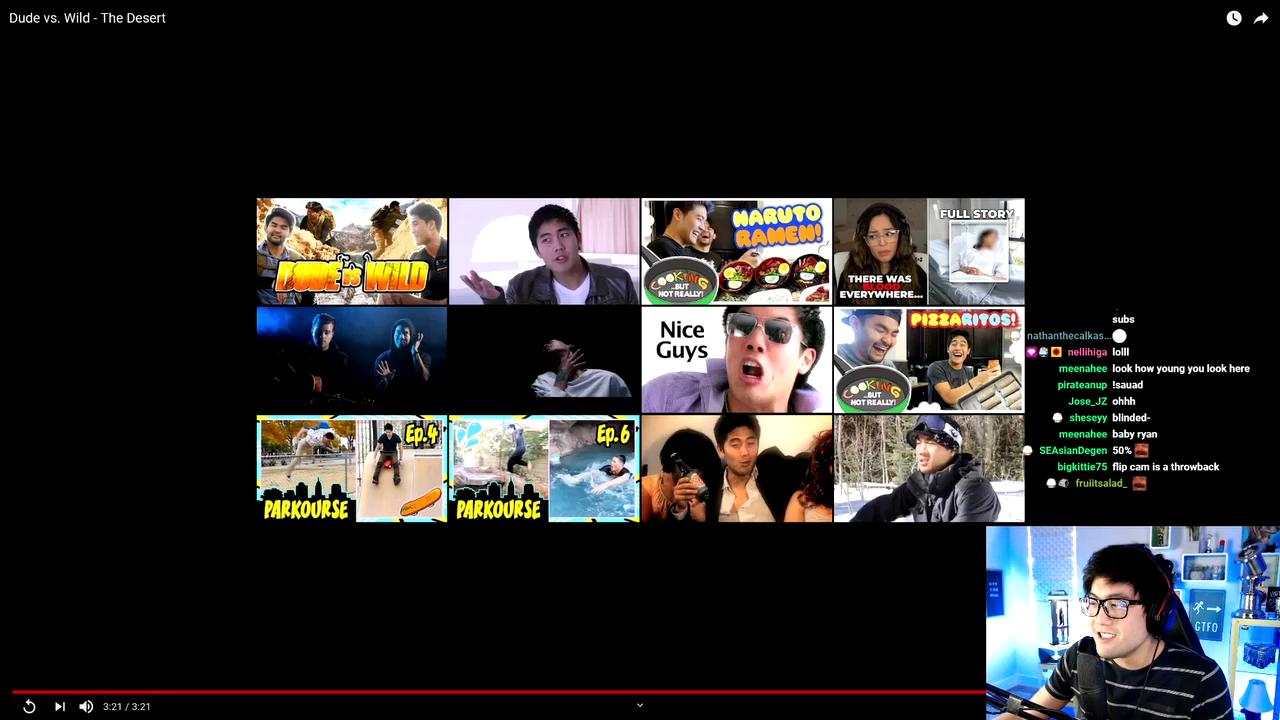 Dude vs. Wild - The Desert
DUDE vs WILD
NARUTO
RAMEN!
COOKING
...BUT
NOT REALLY!
THERE WAS
BLOOD
EVERYWHERE...
FULL STORY
Nice
Guys
PIZZARITOS!
COOKING
...BUT
NOT REALLY!
Ep.4
PARKOURSE
Ep.6
PARKOURSE
subs
nathanthecalkas...
nellihiga lolll
meenahee look how young you look here
pirateanup !sauad
Jose_JZ ohhh
sheseyy blinded-
meenahee baby ryan
SEAsianDegen 50%
bigkittie75 flip cam is a throwback
fruiitsalad_
GTFO
3:21 / 3:21